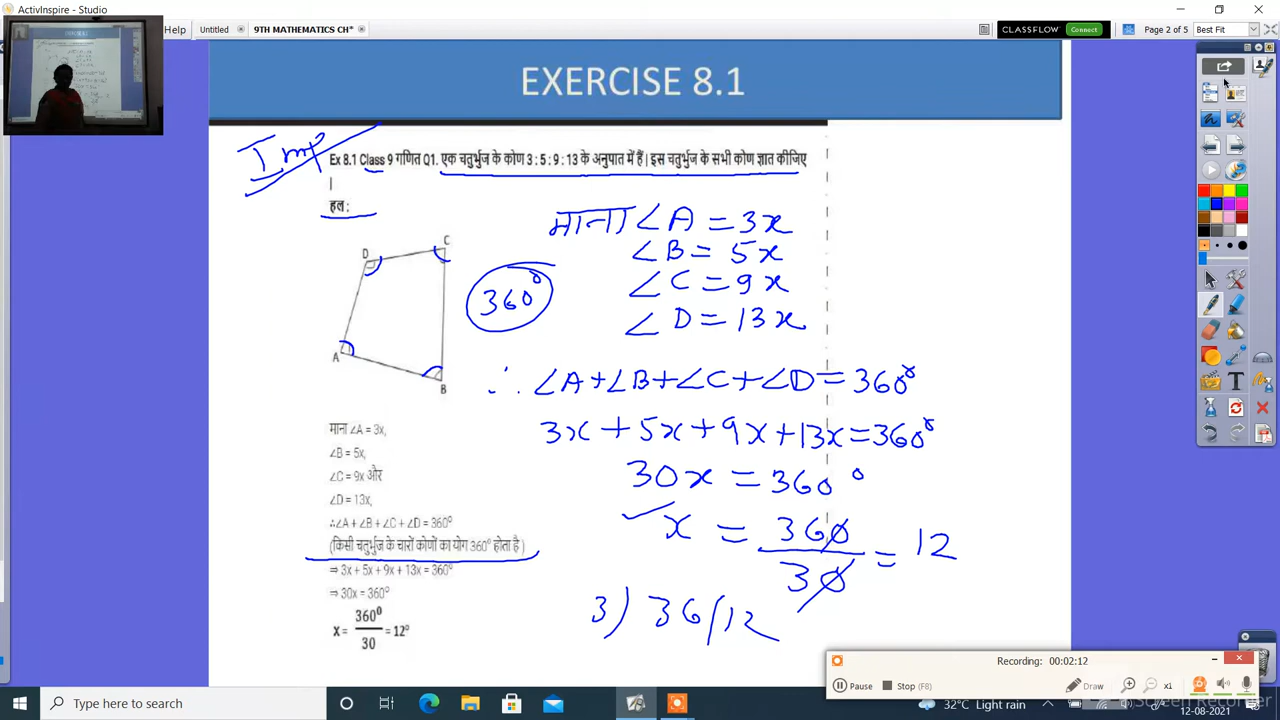 ActivInspire - Studio
Help
Untitled
9TH MATHEMATICS CH*
CLASSFLOW
Connect
Page 2 of 5
Best Fit
EXERCISE 8.1
Imp
Ex 8.1 Class 9 गणित Q1. एक चतुर्भुज के कोण 3 : 5 : 9 : 13 के अनुपात में हैं। इस चतुर्भुज के सभी कोण ज्ञात कीजिए
|
हल :
D
C
A
B
360°
माना ∠A = 3x
∠B = 5x
∠C = 9x
∠D = 13x
∴ ∠A+∠B+∠C+∠D = 360°
3x + 5x + 9x + 13x = 360°
30x = 360°
x = 360/30 = 12
3) 36/12
माना ∠A = 3x,
∠B = 5x,
∠C = 9x और
∠D = 13x,
∴∠A + ∠B + ∠C + ∠D = 360°
(किसी चतुर्भुज के चारों कोणों का योग 360° होता है )
⇒ 3x + 5x + 9x + 13x = 360°
⇒ 30x = 360°
x = 360⁰/30 = 12°
Recording: 00:02:12
Pause
Stop (F8)
Draw
x1
Screen Recorder
Type here to search
32°C Light rain
12-08-2021